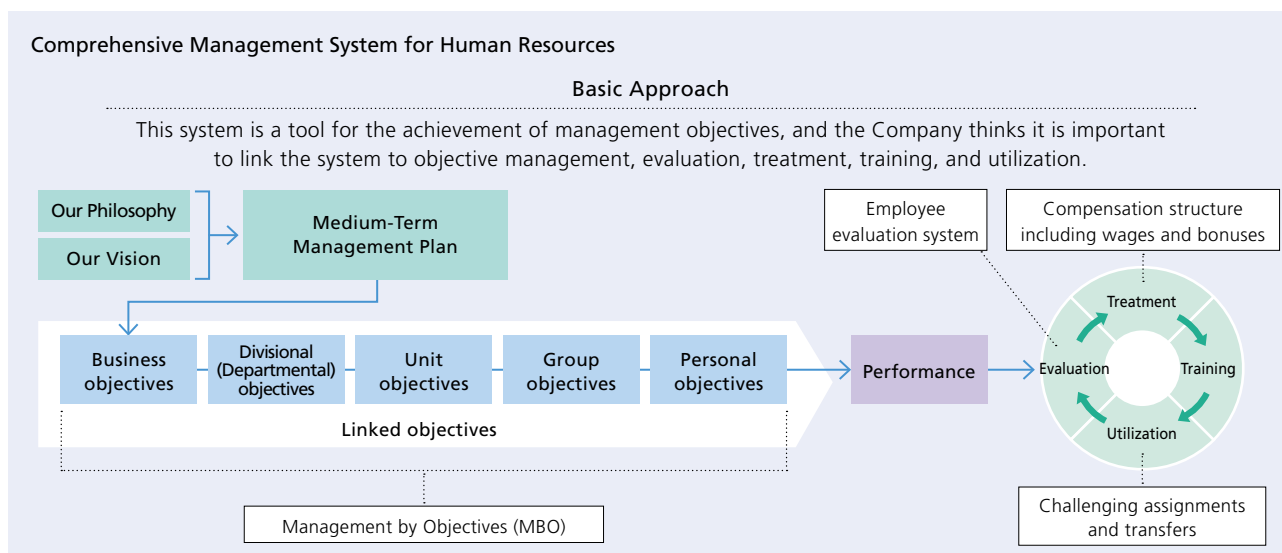 Comprehensive Management System for Human Resources
Basic Approach
This system is a tool for the achievement of management objectives, and the Company thinks it is important
to link the system to objective management, evaluation, treatment, training, and utilization.
Our Philosophy
Our Vision
Medium-Term
Management Plan
Employee
evaluation system
Compensation structure
including wages and bonuses
Business
objectives
Divisional
(Departmental)
objectives
Unit
objectives
Group
objectives
Personal
objectives
Linked objectives
Management by Objectives (MBO)
Performance
Treatment
Evaluation
Training
Utilization
Challenging assignments
and transfers